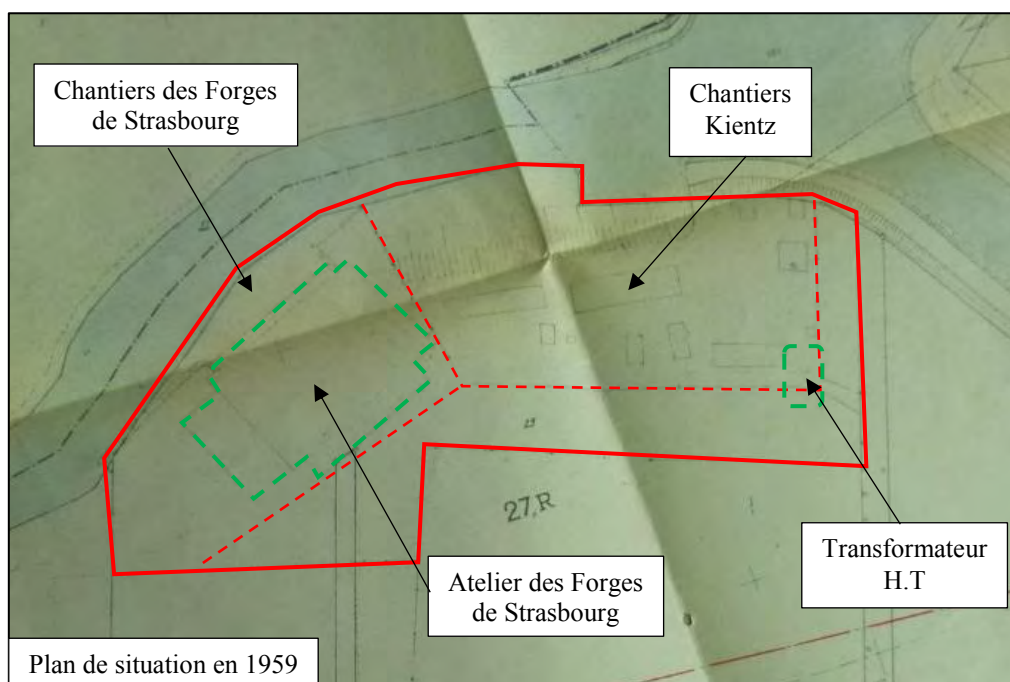 Chantiers des Forges
de Strasbourg
Chantiers
Kientz
27,R
Atelier des Forges
de Strasbourg
Transformateur
H.T
Plan de situation en 1959